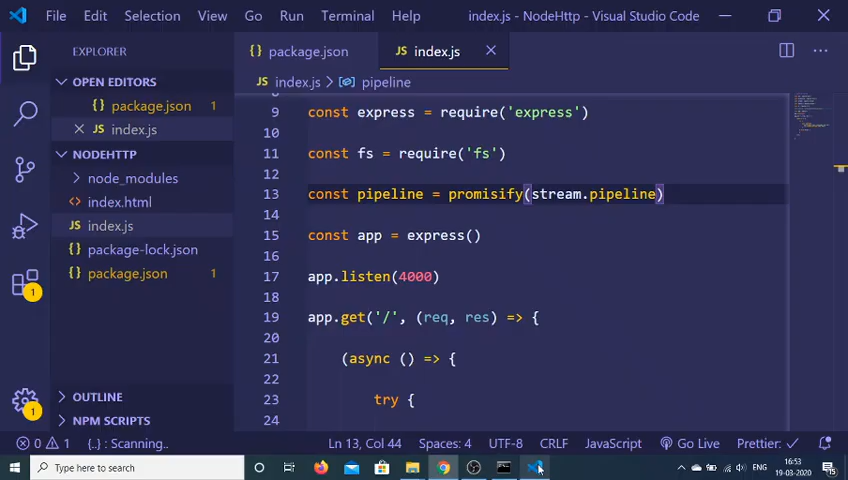 File Edit Selection View Go Run Terminal Help index.js - NodeHttp - Visual Studio Code
EXPLORER
OPEN EDITORS
{} package.json 1
index.js
NODEHTTP
node_modules
index.html
JS index.js
{} package-lock.json
{} package.json 1
OUTLINE
NPM SCRIPTS
1
1
{} package.json JS index.js
JS index.js > pipeline
9 const express = require('express')
10
11 const fs = require('fs')
12
13 const pipeline = promisify(stream.pipeline)
14
15 const app = express()
16
17 app.listen(4000)
18
19 app.get('/', (req, res) => {
20
21 (async () => {
22
23 try {
24
0 1 {..} : Scanning.. Ln 13, Col 44 Spaces: 4 UTF-8 CRLF JavaScript Go Live Prettier:
Type here to search
ENG
16:53
19-03-2020
15